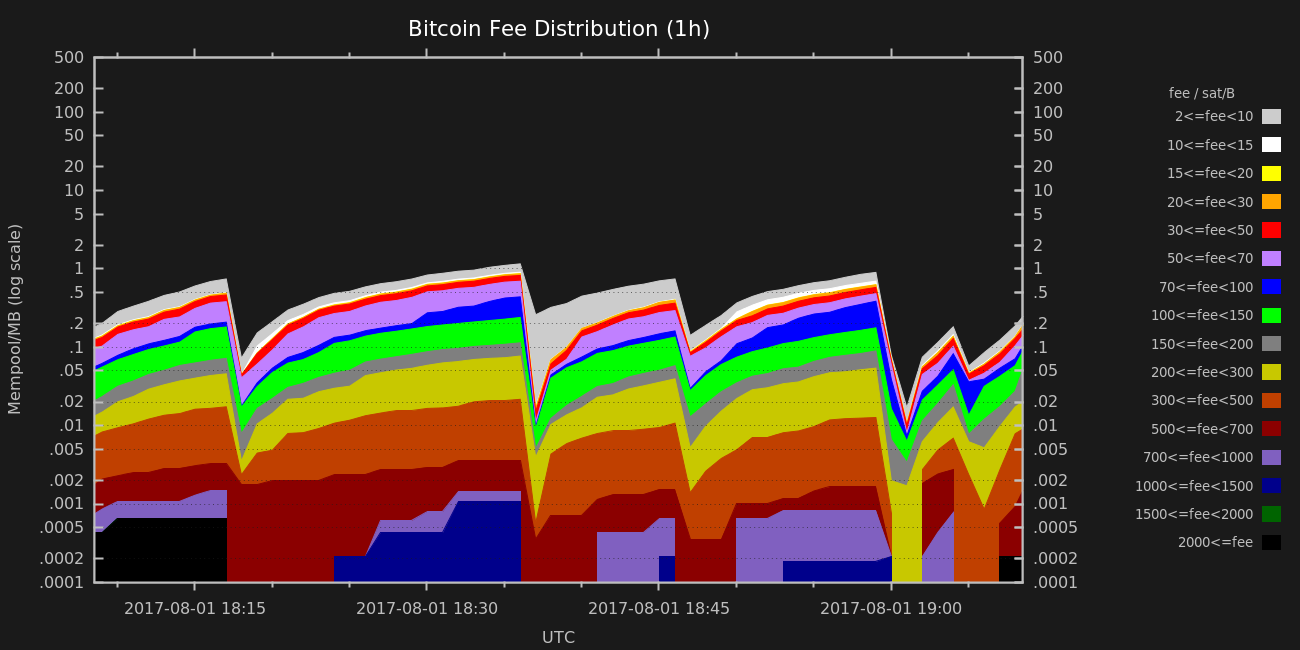 Bitcoin Fee Distribution (1h)
Mempool/MB (log scale)
500
200
100
50
20
10
5
2
1
.5
.2
.1
.05
.02
.01
.005
.002
.001
.0005
.0002
.0001
500
200
100
50
20
10
5
2
1
.5
.2
.1
.05
.02
.01
.005
.002
.001
.0005
.0002
.0001
2017-08-01 18:15
2017-08-01 18:30
2017-08-01 18:45
2017-08-01 19:00
UTC
fee / sat/B
2<=fee<10
10<=fee<15
15<=fee<20
20<=fee<30
30<=fee<50
50<=fee<70
70<=fee<100
100<=fee<150
150<=fee<200
200<=fee<300
300<=fee<500
500<=fee<700
700<=fee<1000
1000<=fee<1500
1500<=fee<2000
2000<=fee